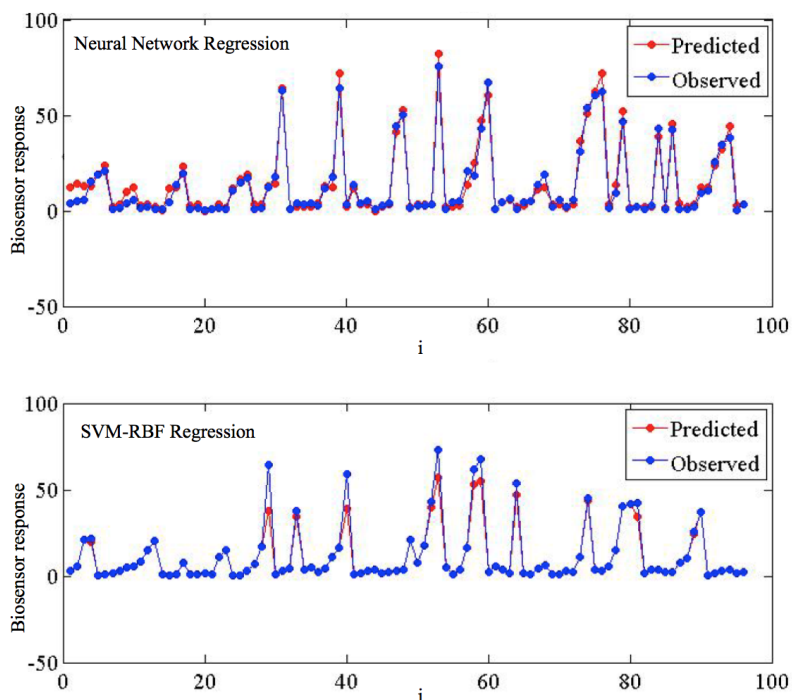 100
Neural Network Regression
Predicted
Observed
50
0
-50
Biosensor response
0 20 40 60 80 100
i
100
SVM-RBF Regression
Predicted
Observed
50
0
-50
Biosensor response
0 20 40 60 80 100
i